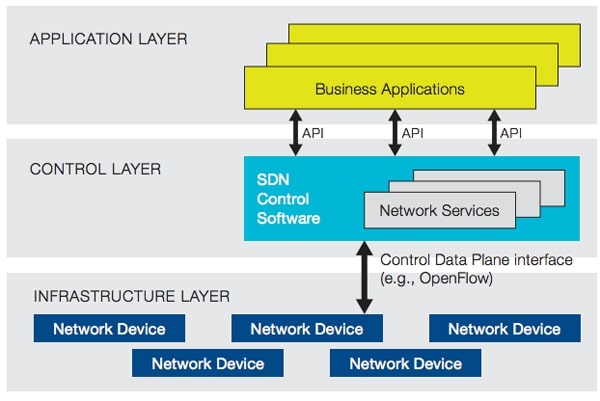 APPLICATION LAYER
Business Applications
API
API
API
CONTROL LAYER
SDN
Control
Software
Network Services
Control Data Plane interface
(e.g., OpenFlow)
INFRASTRUCTURE LAYER
Network Device
Network Device
Network Device
Network Device
Network Device